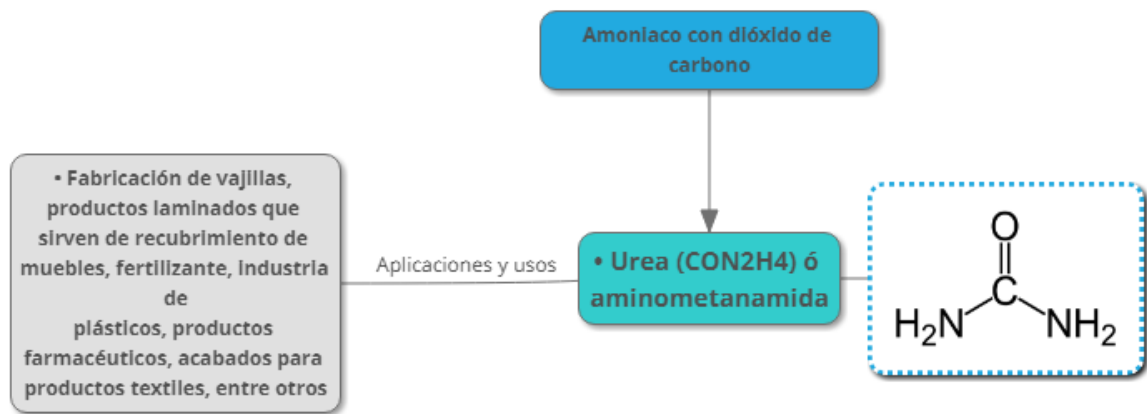 Amoniaco con dióxido de
carbono
• Fabricación de vajillas,
productos laminados que
sirven de recubrimiento de
muebles, fertilizante, industria
de
plásticos, productos
farmacéuticos, acabados para
productos textiles, entre otros
Aplicaciones y usos
• Urea (CON2H4) ó
aminometanamida
O
C
H₂N NH₂